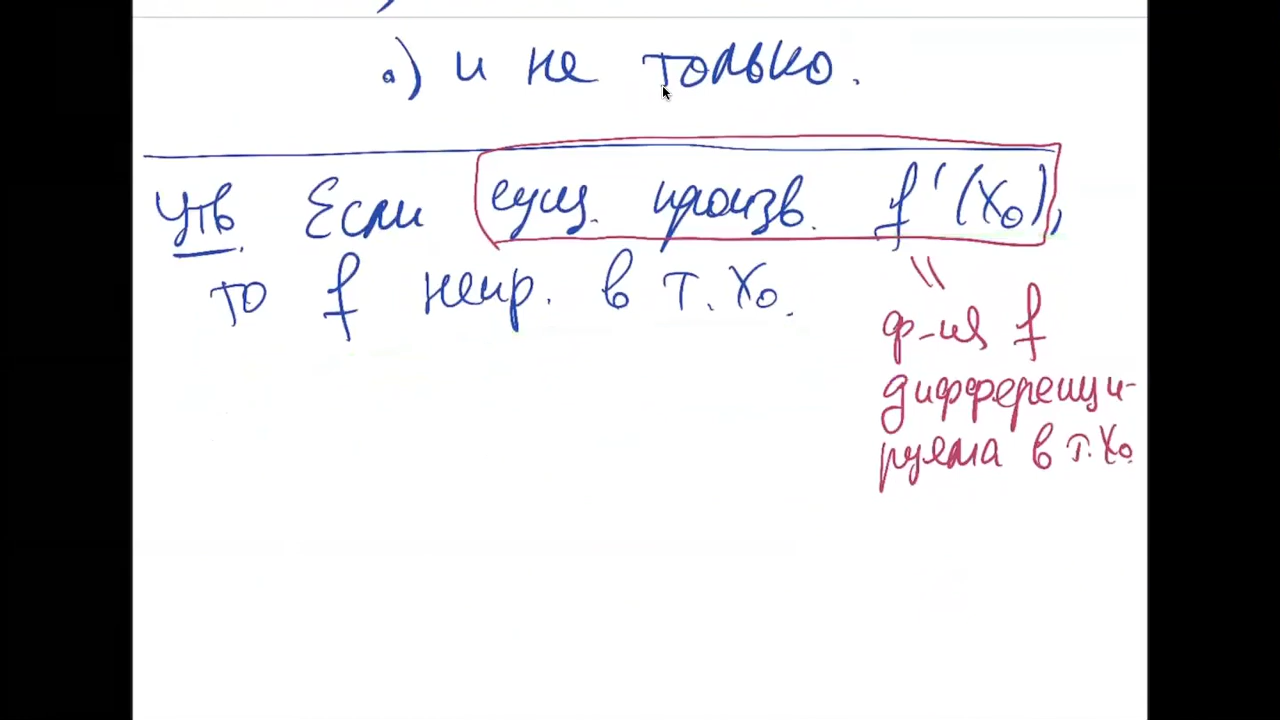 а) и не только.
Утв. Если сущ. произв. f'(x₀),
то f непр. в т. x₀.
"
ф-ия f
дифференци-
руема в т. x₀.